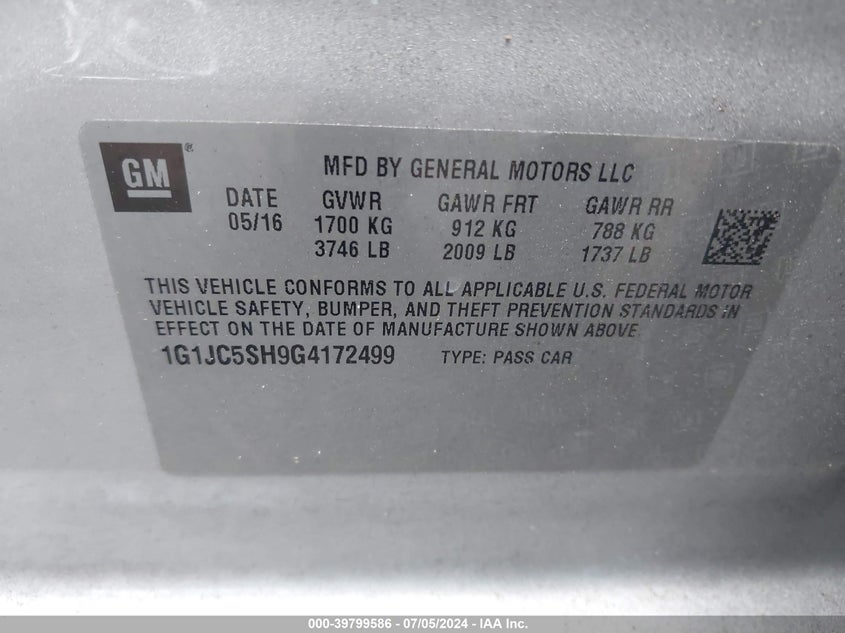 GM®
MFD BY GENERAL MOTORS LLC
DATE GVWR GAWR FRT GAWR RR
05/16 1700 KG 912 KG 788 KG
3746 LB 2009 LB 1737 LB
THIS VEHICLE CONFORMS TO ALL APPLICABLE U.S. FEDERAL MOTOR
VEHICLE SAFETY, BUMPER, AND THEFT PREVENTION STANDARDS IN
EFFECT ON THE DATE OF MANUFACTURE SHOWN ABOVE.
1G1JC5SH9G4172499 TYPE: PASS CAR
000-39799586 - 07/05/2024 - IAA Inc.